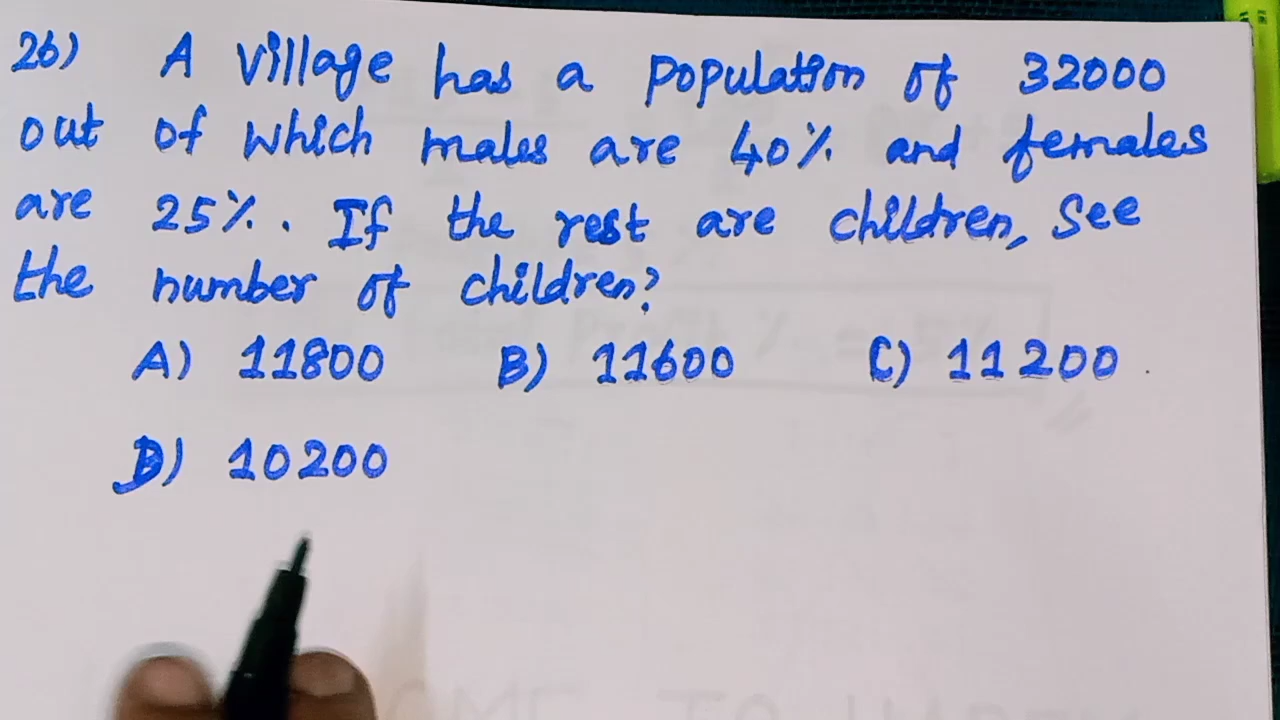 26) A village has a population of 32000
out of which males are 40% and females
are 25%. If the rest are children, See
the number of children?
A) 11800 B) 11600 C) 11200
D) 10200